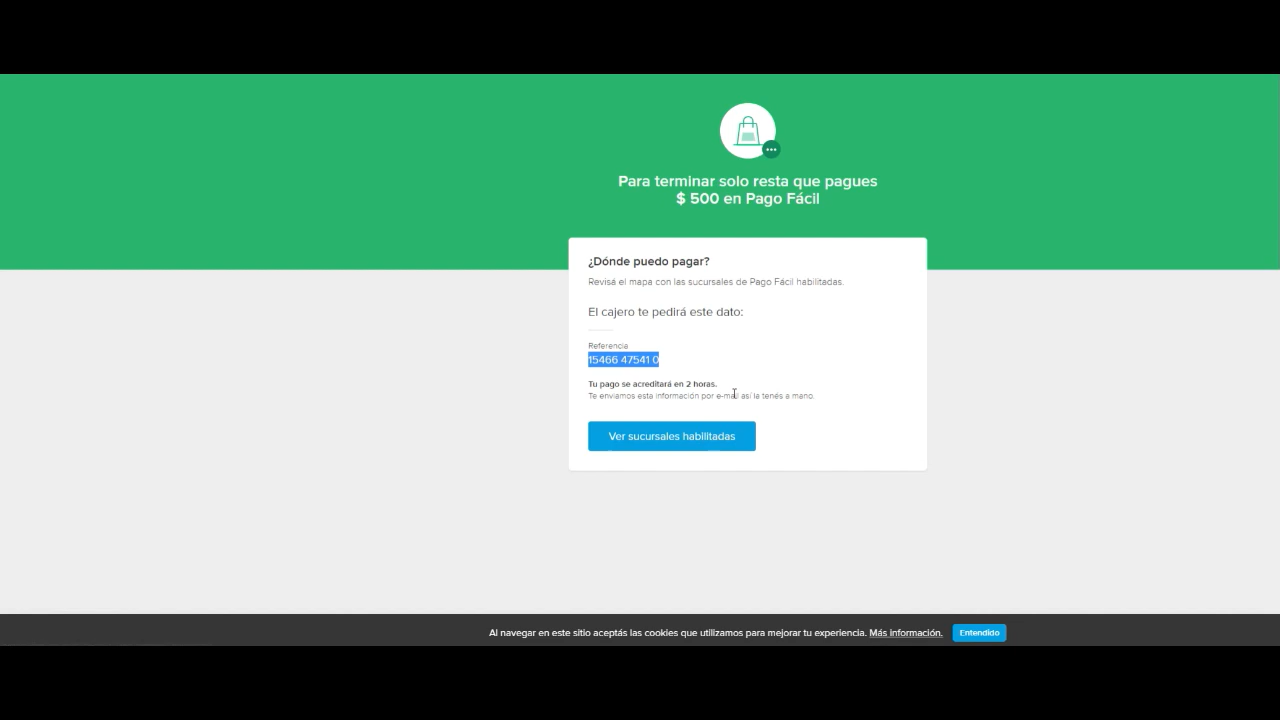 Para terminar solo resta que pagues
$ 500 en Pago Fácil
¿Dónde puedo pagar?
Revisá el mapa con las sucursales de Pago Fácil habilitadas.
El cajero te pedirá este dato:
Referencia
15466 47541 0
Tu pago se acreditará en 2 horas.
Te enviamos esta información por e-mail así la tenés a mano.
Ver sucursales habilitadas
Al navegar en este sitio aceptás las cookies que utilizamos para mejorar tu experiencia. Más información. Entendido